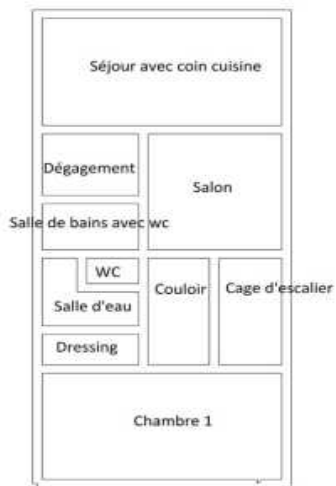 Séjour avec coin cuisine
Dégagement
Salon
Salle de bains avec wc
WC
Couloir
Cage d'escalier
Salle d'eau
Dressing
Chambre 1